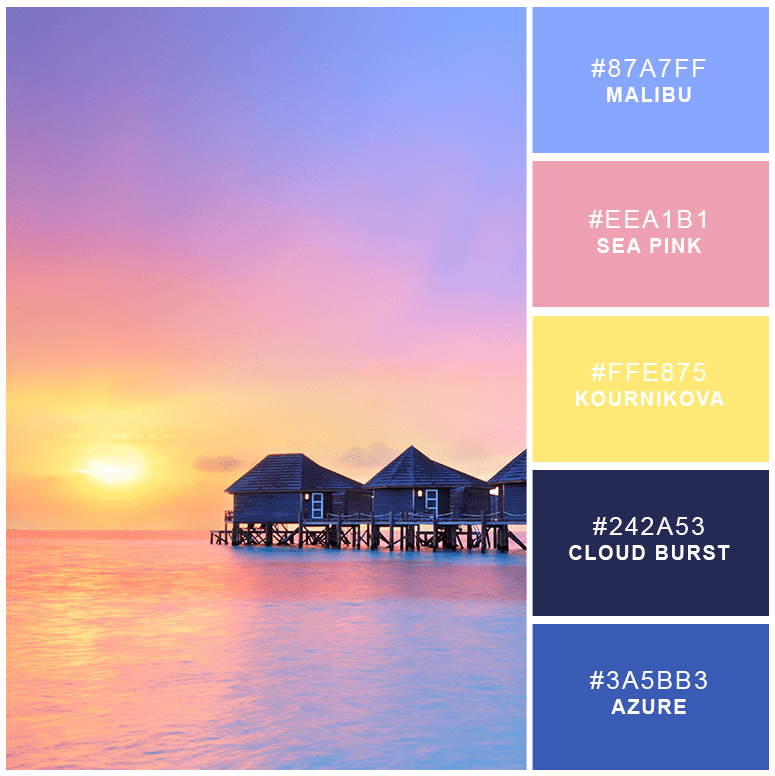 #87A7FF
MALIBU
#EEA1B1
SEA PINK
#FFE875
KOURNIKOVA
#242A53
CLOUD BURST
#3A5BB3
AZURE